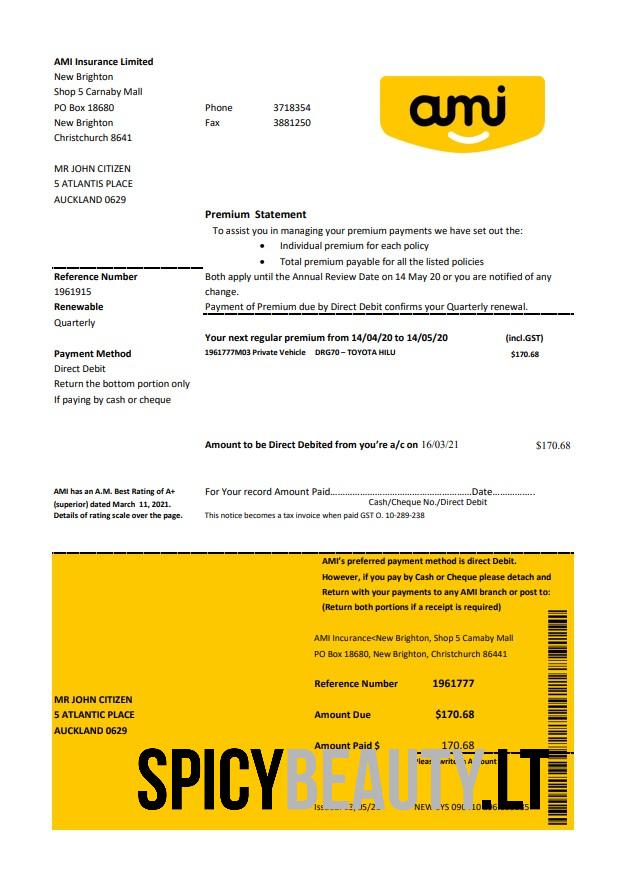 AMI Insurance Limited
New Brighton
Shop 5 Carnaby Mall
PO Box 18680
New Brighton
Christchurch 8641
Phone 3718354
Fax 3881250
ami
MR JOHN CITIZEN
5 ATLANTIS PLACE
AUCKLAND 0629
Premium Statement
To assist you in managing your premium payments we have set out the:
• Individual premium for each policy
• Total premium payable for all the listed policies
Both apply until the Annual Review Date on 14 May 20 or you are notified of any
change.
Payment of Premium due by Direct Debit confirms your Quarterly renewal.
Reference Number
1961915
Renewable
Quarterly
Payment Method
Direct Debit
Return the bottom portion only
If paying by cash or cheque
Your next regular premium from 14/04/20 to 14/05/20 (incl.GST)
1961777M03 Private Vehicle DRG70 – TOYOTA HILU $170.68
Amount to be Direct Debited from you're a/c on 16/03/21 $170.68
AMI has an A.M. Best Rating of A+
(superior) dated March 11, 2021.
Details of rating scale over the page.
For Your record Amount Paid……………………………………………Date……………..
Cash/Cheque No./Direct Debit
This notice becomes a tax invoice when paid GST O. 10-289-238
AMI's preferred payment method is direct Debit.
However, if you pay by Cash or Cheque please detach and
Return with your payments to any AMI branch or post to:
(Return both portions if a receipt is required)
AMI Insurance<New Brighton, Shop 5 Carnaby Mall
PO Box 18680, New Brighton, Christchurch 86441
Reference Number 1961777
MR JOHN CITIZEN
5 ATLANTIC PLACE
AUCKLAND 0629
Amount Due $170.68
Amount Paid $ 170.68
Amount
SPICYBEAUTY.LT
NEW SYS